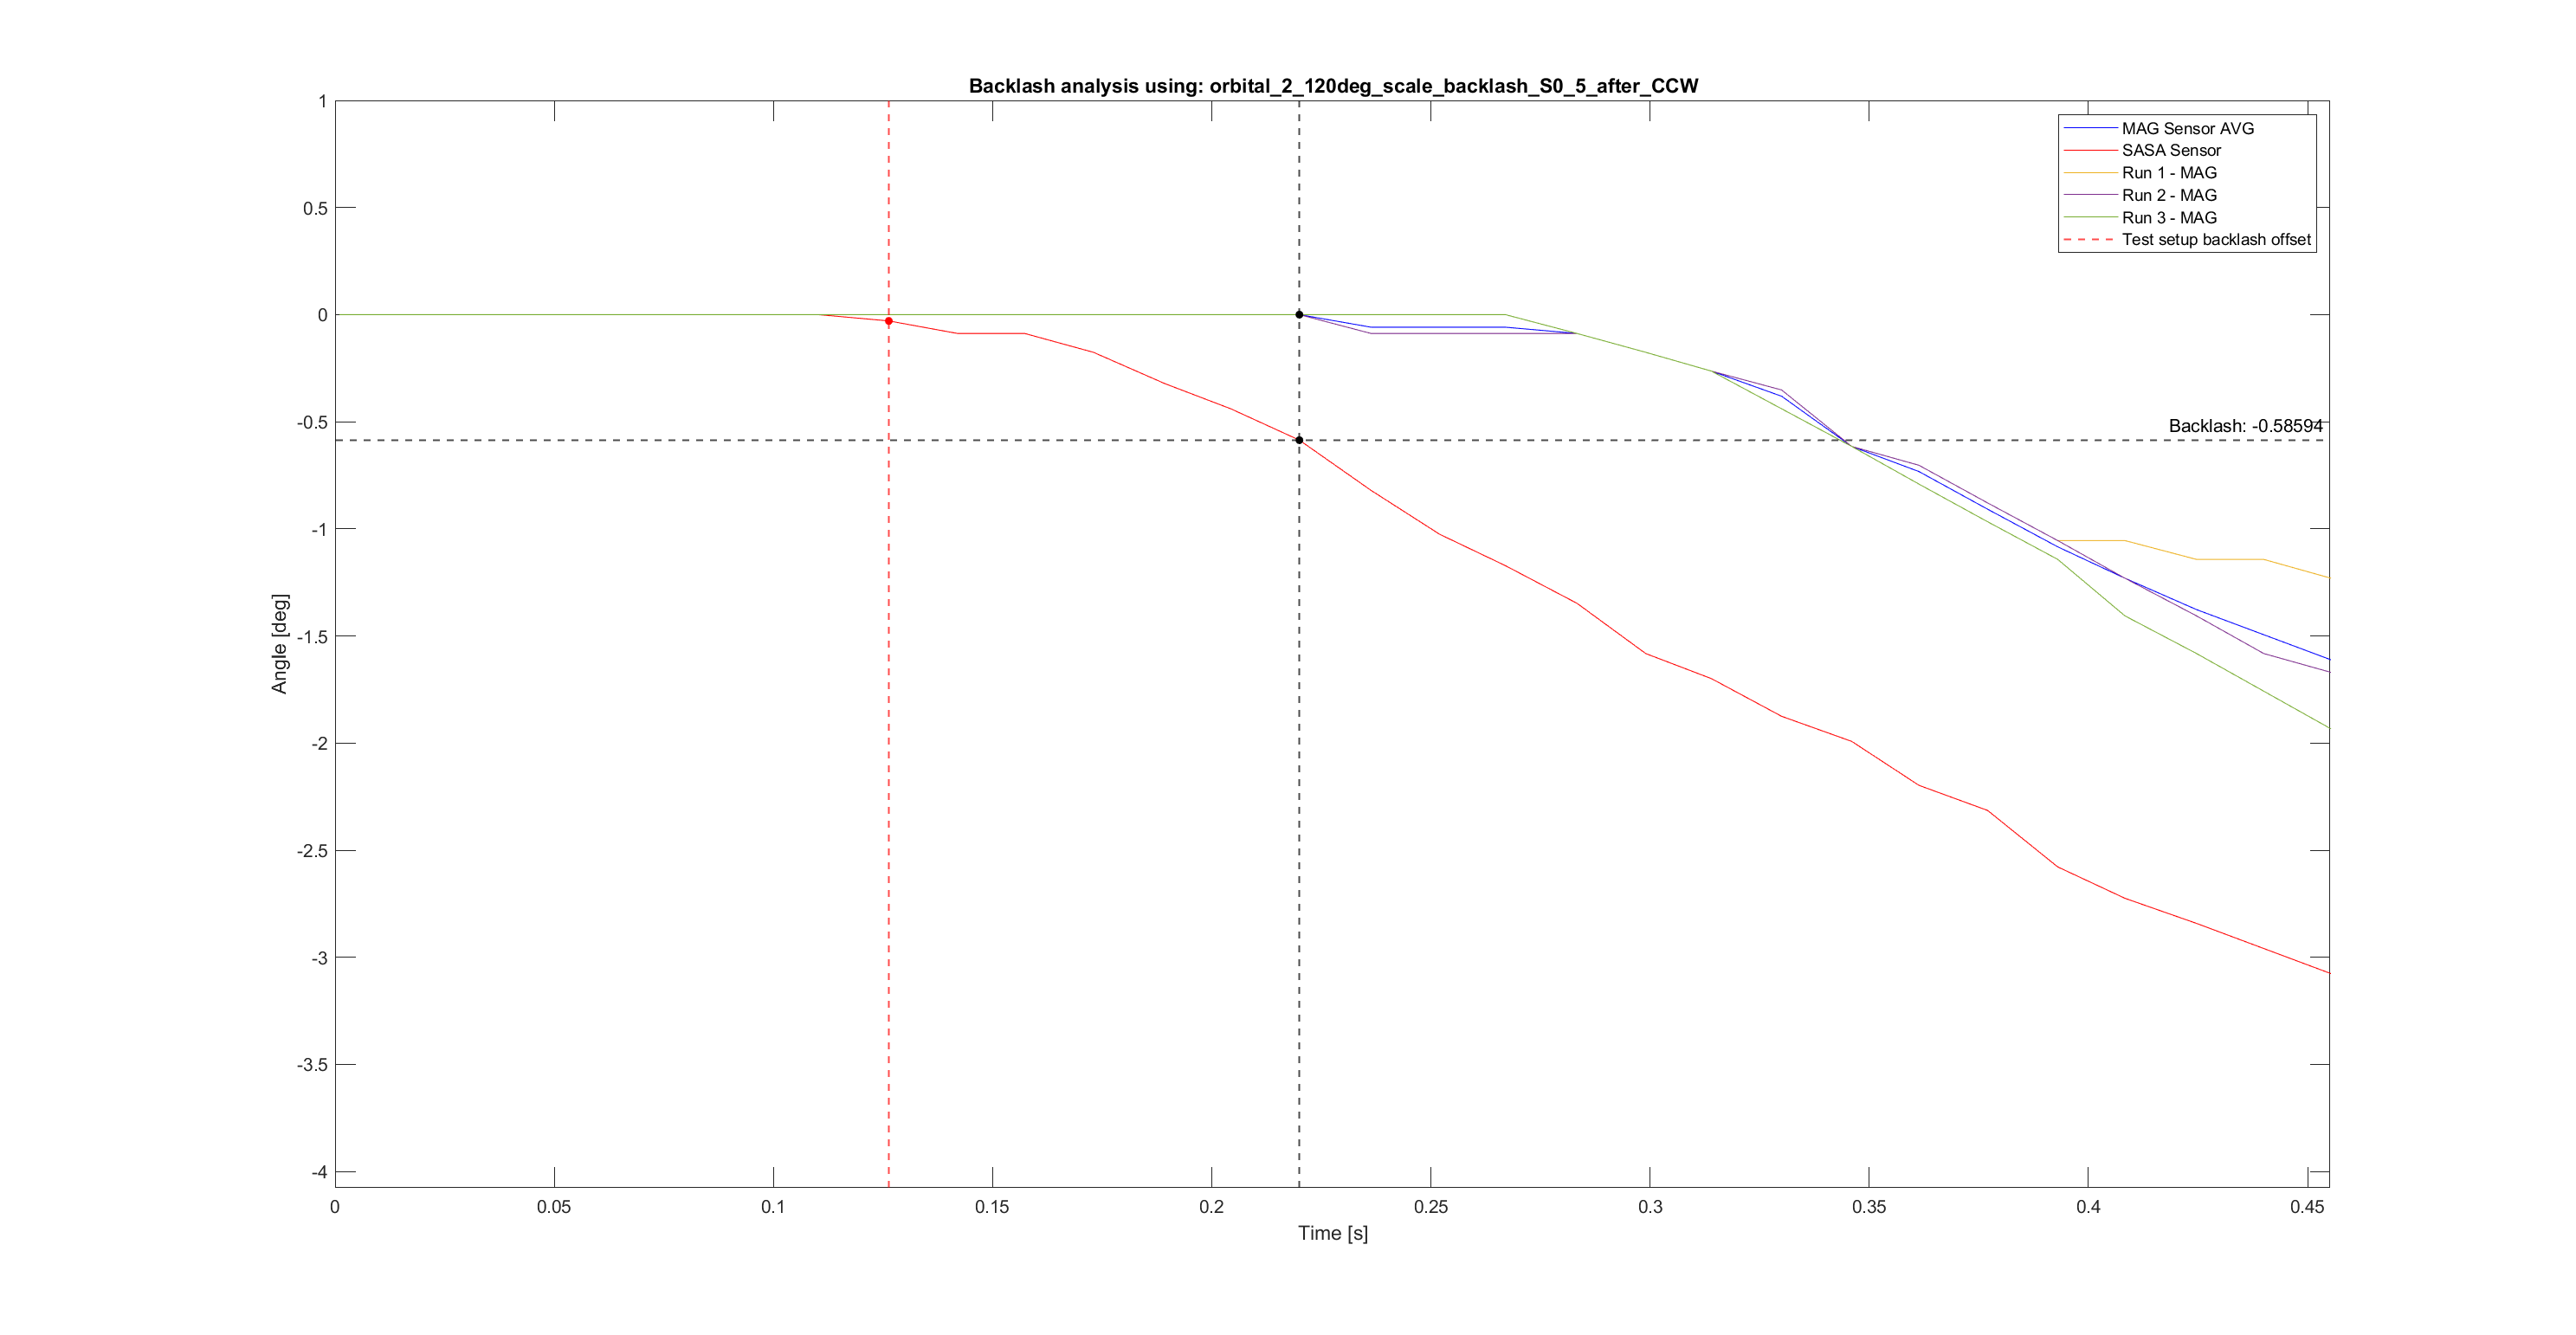 Backlash analysis using: orbital_2_120deg_scale_backlash_S0_5_after_CCW
1
0.5
0
-0.5
-1
-1.5
-2
-2.5
-3
-3.5
-4
Angle [deg]
MAG Sensor AVG
SASA Sensor
Run 1 - MAG
Run 2 - MAG
Run 3 - MAG
Test setup backlash offset
Backlash: -0.58594
0 0.05 0.1 0.15 0.2 0.25 0.3 0.35 0.4 0.45
Time [s]